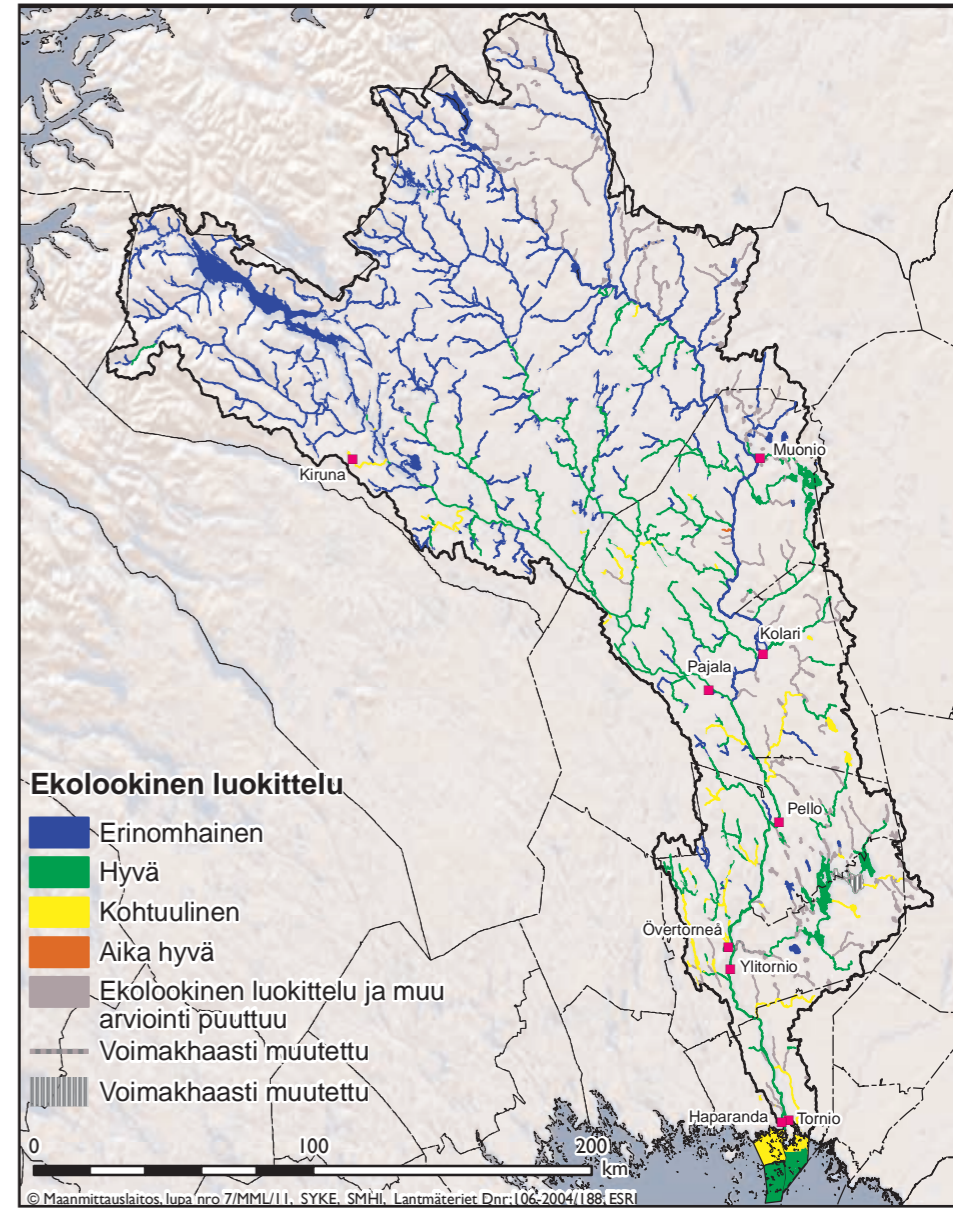 Kiruna
Muonio
Kolari
Pajala
Pello
Övertorneå
Ylitornio
Haparanda
Tornio
Ekolookinen luokittelu
Erinomhainen
Hyvä
Kohtuulinen
Aika hyvä
Ekolookinen luokittelu ja muu
arviointi puuttuu
Voimakhaasti muutettu
Voimakhaasti muutettu
0 100 200
km
© Maanmittauslaitos, lupa nro 7/MML/11, SYKE, SMHI, Lantmäteriet Dnr:106-2004/188, ESRI